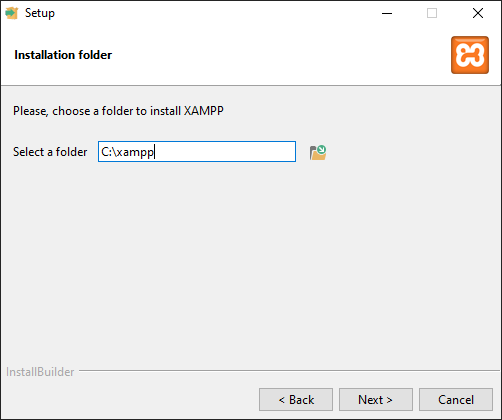 Setup
Installation folder
Please, choose a folder to install XAMPP
Select a folder C:\xampp
InstallBuilder
< Back Next > Cancel